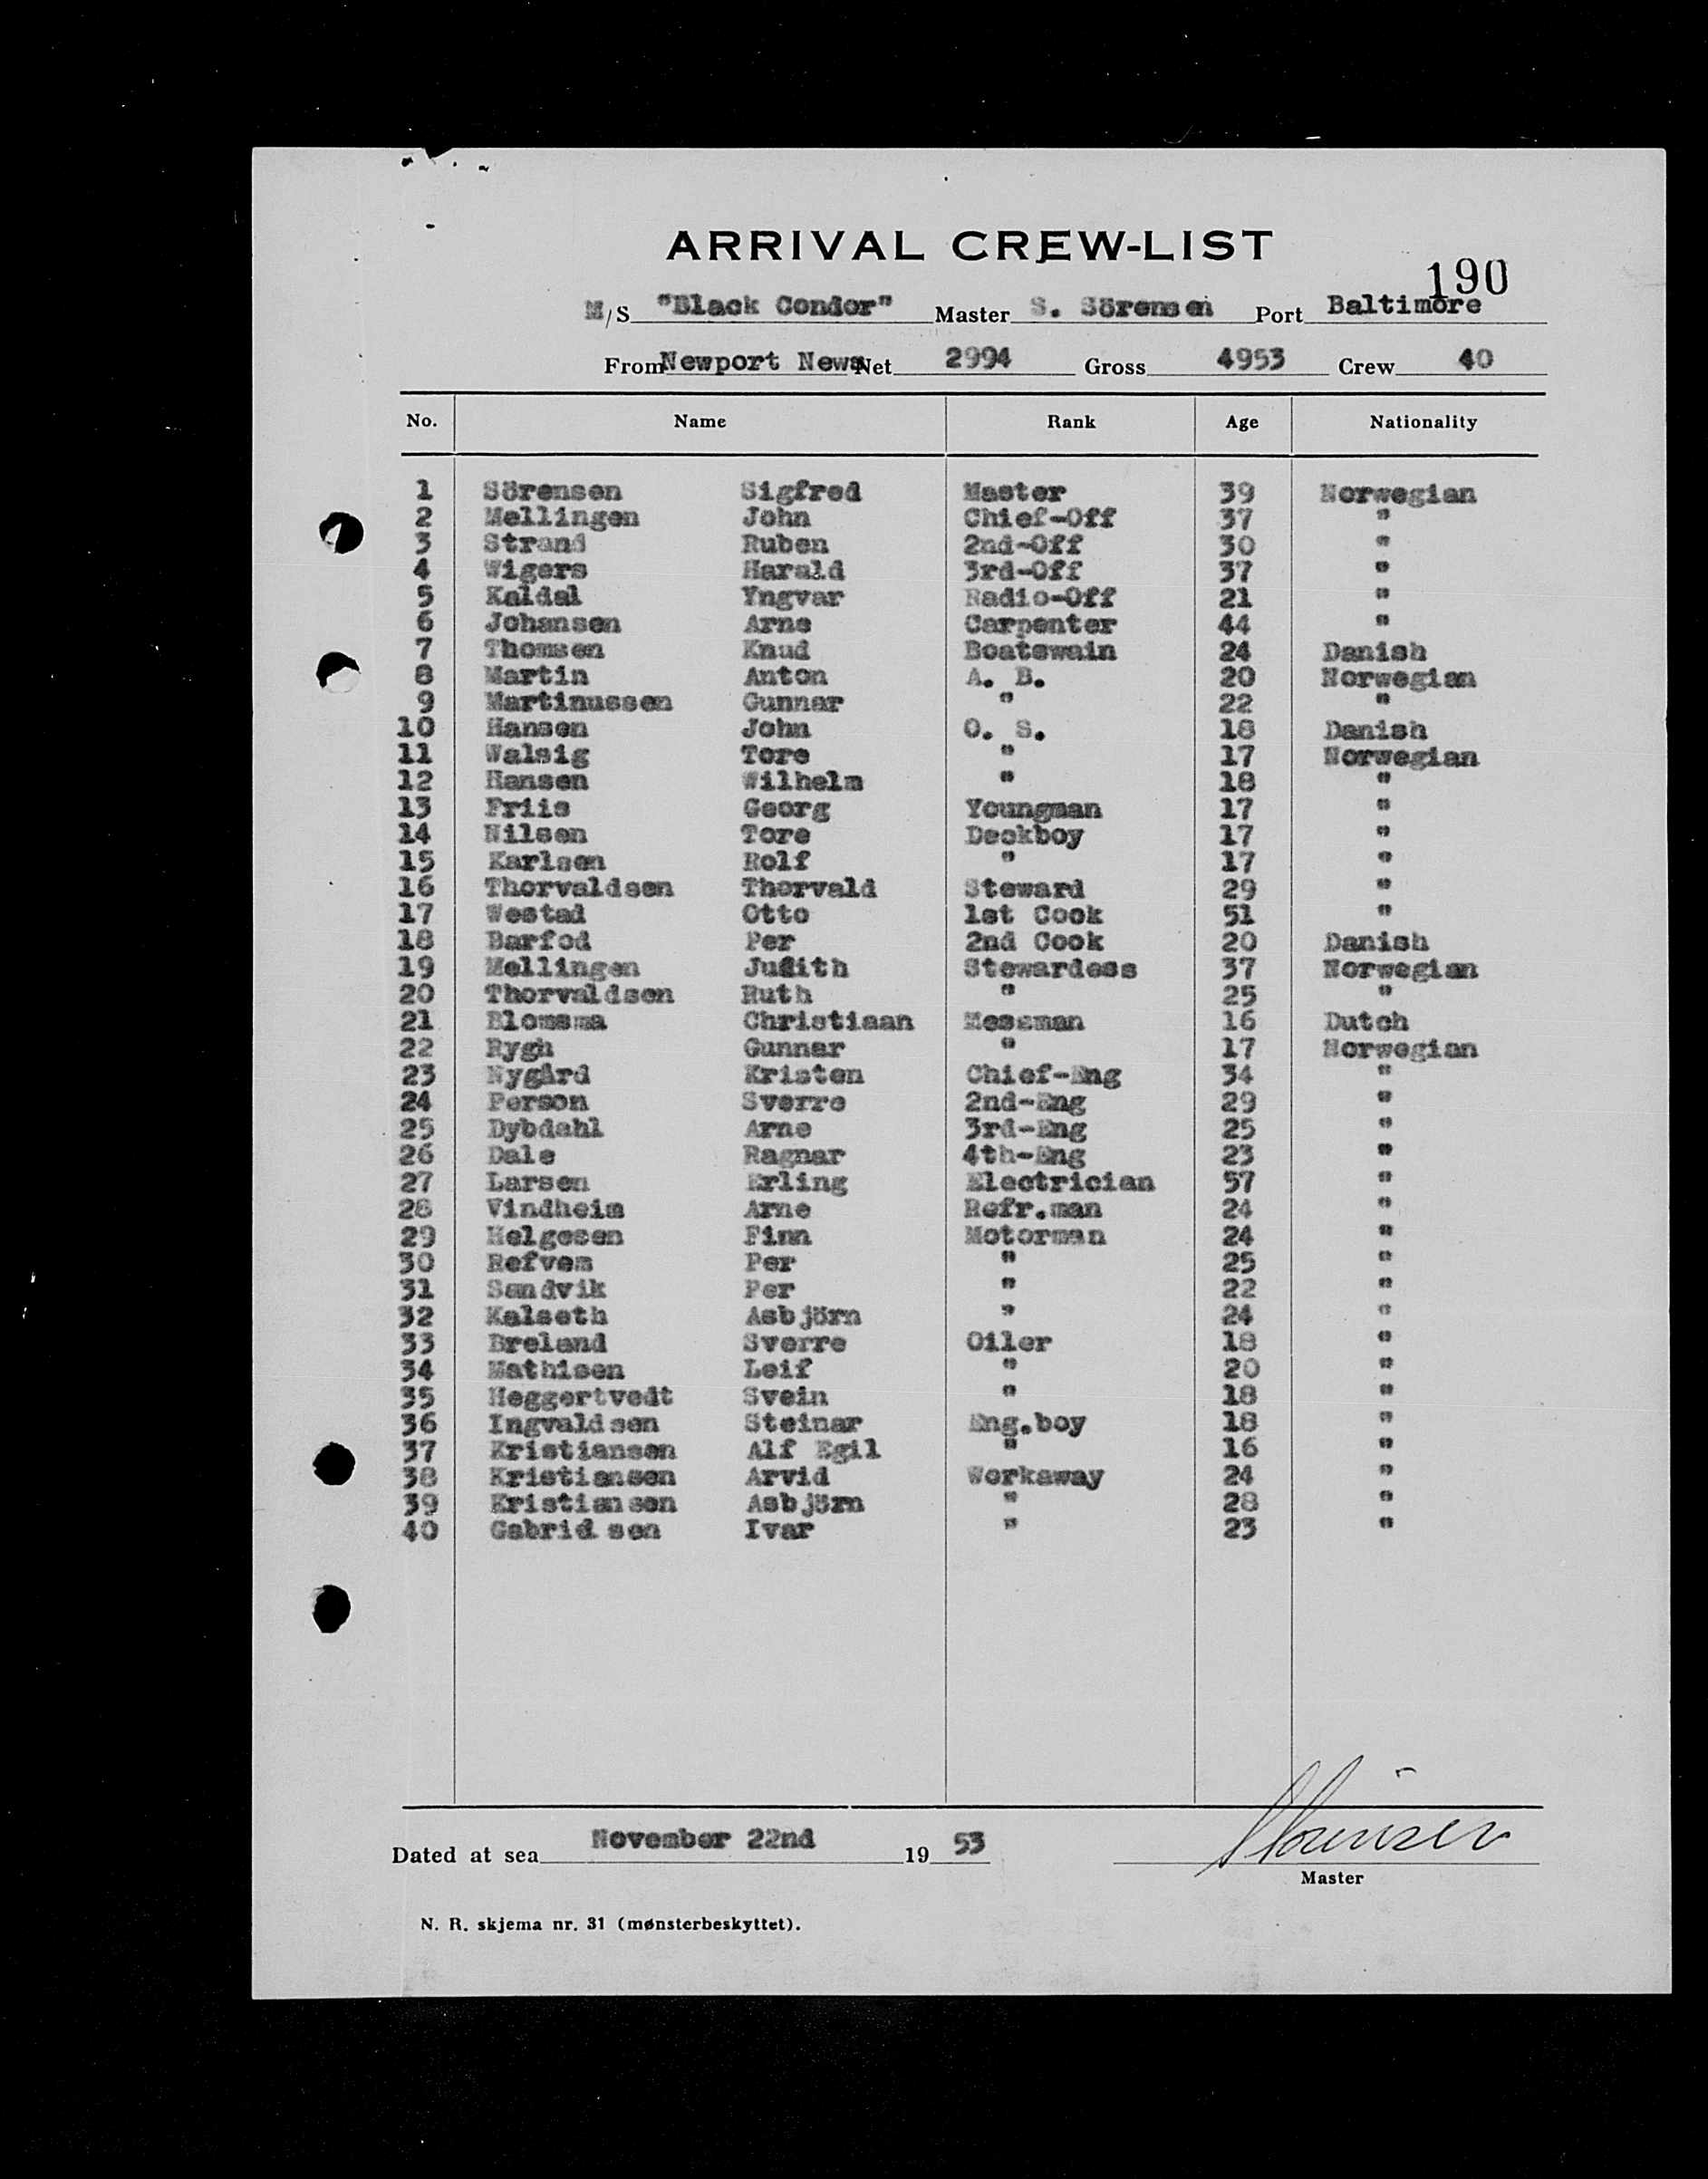 ARRIVAL CREW-LIST
190
M/S "Black Condor" Master S. Sörensen Port Baltimore
From Newport News Net 2994 Gross 4953 Crew 40
No. Name Rank Age Nationality
1 Sörensen Sigfred Master 39 Norwegian
2 Mellingen John Chief-Off 37 "
3 Strand Ruben 2nd-Off 30 "
4 Wigers Harald 3rd-Off 37 "
5 Kaldal Yngvar Radio-Off 21 "
6 Johansen Arne Carpenter 44 "
7 Thomsen Knud Boatswain 24 Danish
8 Martin Anton A. B. 20 Norwegian
9 Martinussen Gunnar " 22 "
10 Hansen John O. S. 18 Danish
11 Walsig Tore " 17 Norwegian
12 Hansen Wilhelm " 18 "
13 Friis Georg Youngman 17 "
14 Nilsen Tore Deckboy 17 "
15 Karlsen Rolf " 17 "
16 Thorvaldsen Thorvald Steward 29 "
17 Westad Otto 1st Cook 51 "
18 Barfod Per 2nd Cook 20 Danish
19 Mellingen Judith Stewardess 37 Norwegian
20 Thorvaldsen Ruth " 25 "
21 Blomsma Christiaan Messman 16 Dutch
22 Rygh Gunnar " 17 Norwegian
23 Nygård Kristen Chief-Eng 34 "
24 Person Sverre 2nd-Eng 29 "
25 Dybdahl Arne 3rd-Eng 25 "
26 Dale Ragnar 4th-Eng 23 "
27 Larsen Erling Electrician 57 "
28 Vindheim Arne Refr.man 24 "
29 Helgesen Finn Motorman 24 "
30 Refvem Per " 25 "
31 Sandvik Per " 22 "
32 Kalseth Asbjörn " 24 "
33 Breland Sverre Oiler 18 "
34 Mathisen Leif " 20 "
35 Heggertvedt Svein " 18 "
36 Ingvaldsen Steinar Eng.boy 18 "
37 Kristiansen Alf Egil " 16 "
38 Kristiansen Arvid Workaway 24 "
39 Kristiansen Asbjörn " 28 "
40 Gabrielsen Ivar " 23 "
Dated at sea November 22nd 19 53 SSörensen
Master
N. R. skjema nr. 31 (mønsterbeskyttet).